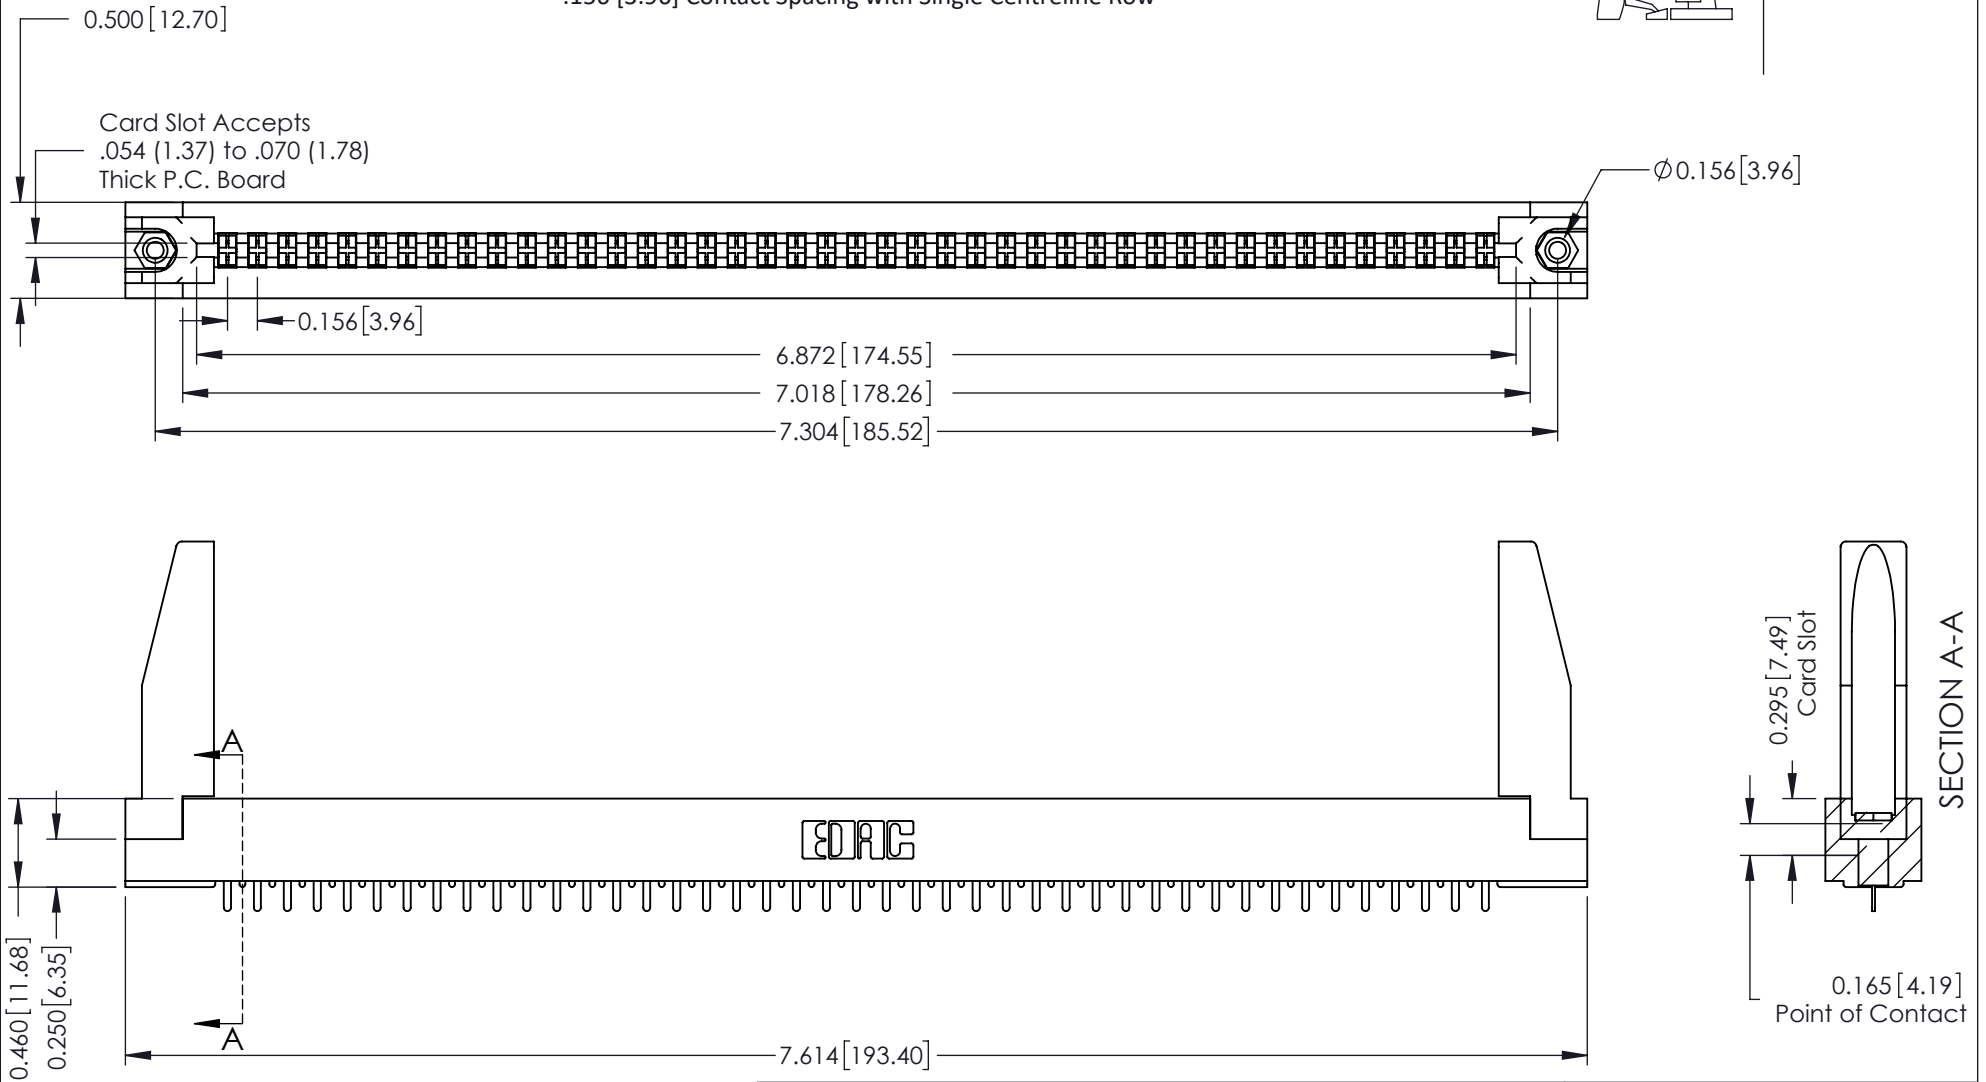 Contact Spacing with Single Centreline Row
0.500 [12.70]
Card Slot Accepts
.054 (1.37) to .070 (1.78)
Thick P.C. Board
Ø0.156[3.96]
0.156[3.96]
6.872[174.55]
7.018[178.26]
7.304[185.52]
A
EDAC
A
0.460[11.68]
0.250[6.35]
7.614[193.40]
0.295[7.49]
Card Slot
SECTION A-A
0.165[4.19]
Point of Contact